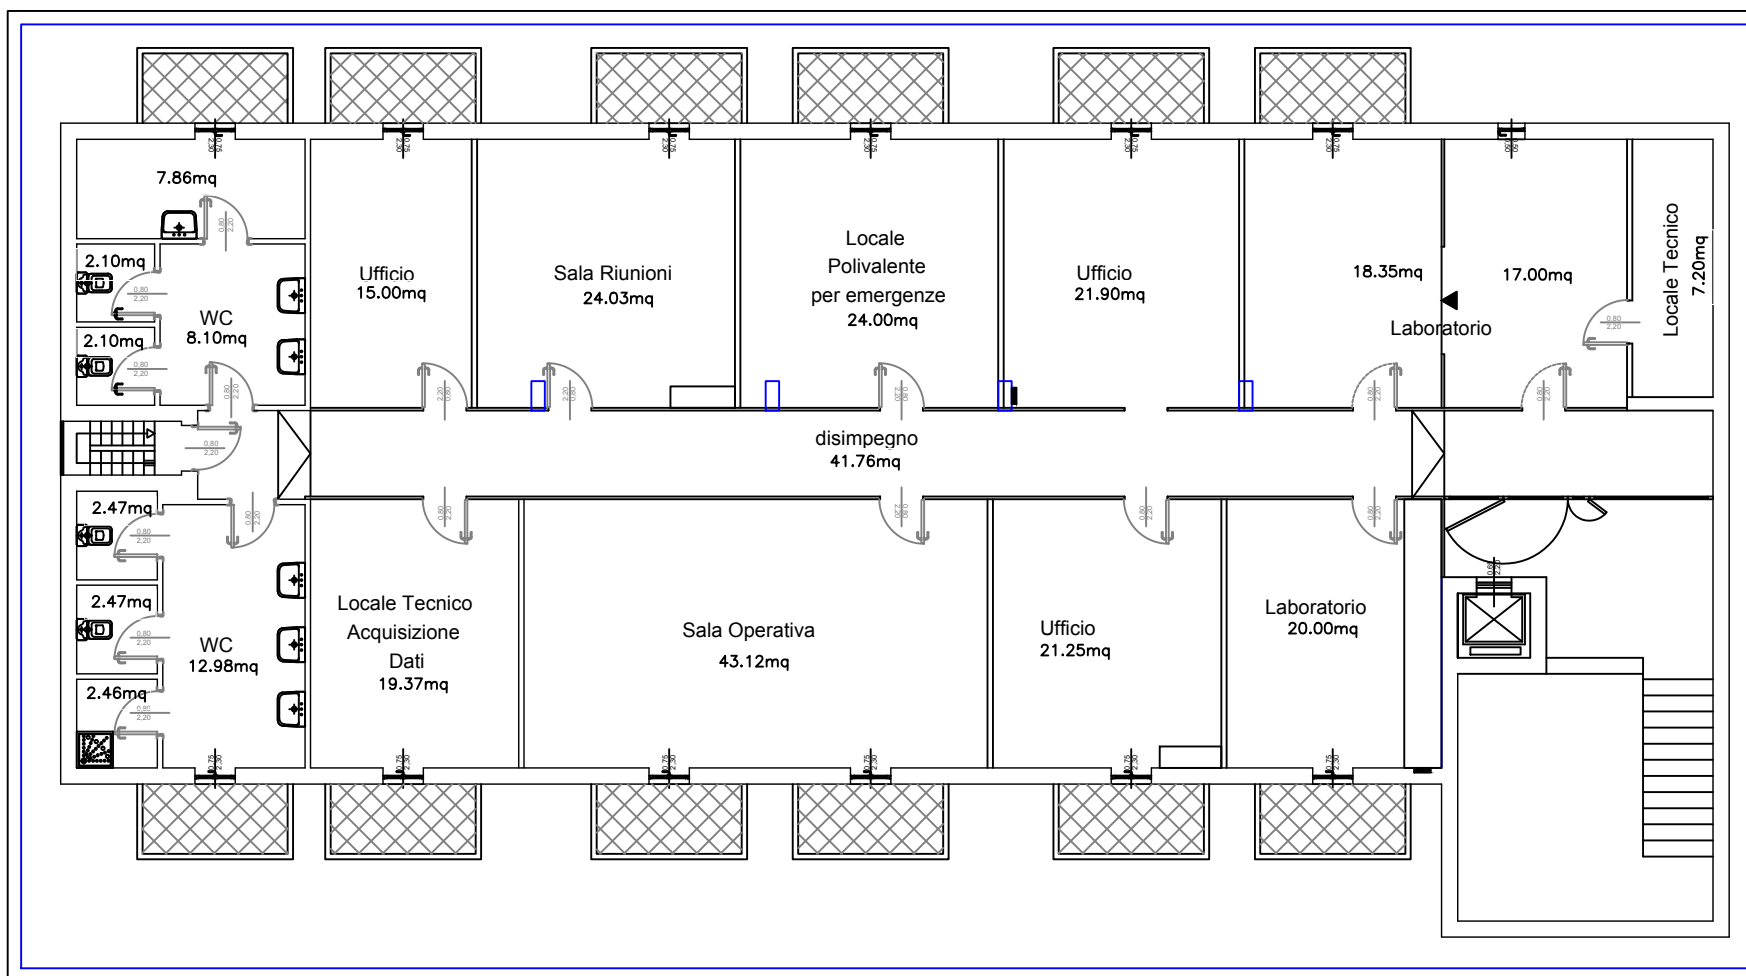 7.86mq
2.10mq
2.10mq
WC
8.10mq
Ufficio
15.00mq
Sala Riunioni
24.03mq
Locale
Polivalente
per emergenze
24.00mq
Ufficio
21.90mq
18.35mq
Laboratorio
17.00mq
Locale Tecnico
7.20mq
disimpegno
41.76mq
2.47mq
2.47mq
2.46mq
WC
12.98mq
Locale Tecnico
Acquisizione
Dati
19.37mq
Sala Operativa
43.12mq
Ufficio
21.25mq
Laboratorio
20.00mq